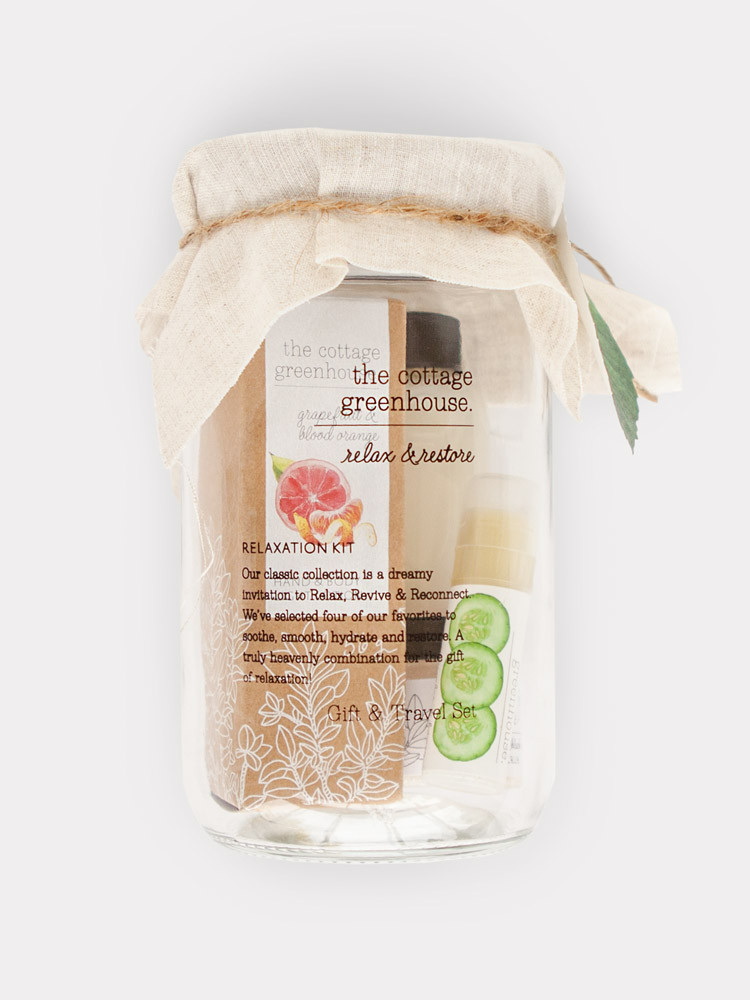 the cottage
greenhouse.
relax & restore
RELAXATION KIT
Our classic collection is a dreamy
invitation to Relax, Revive & Reconnect.
We've selected four of our favorites to
soothe, smooth, hydrate and restore. A
truly heavenly combination for the gift
of relaxation!
Gift & Travel Set
the cottage
greenhouse
grapefruit &
blood orange
HAND & BODY
greenhouse.